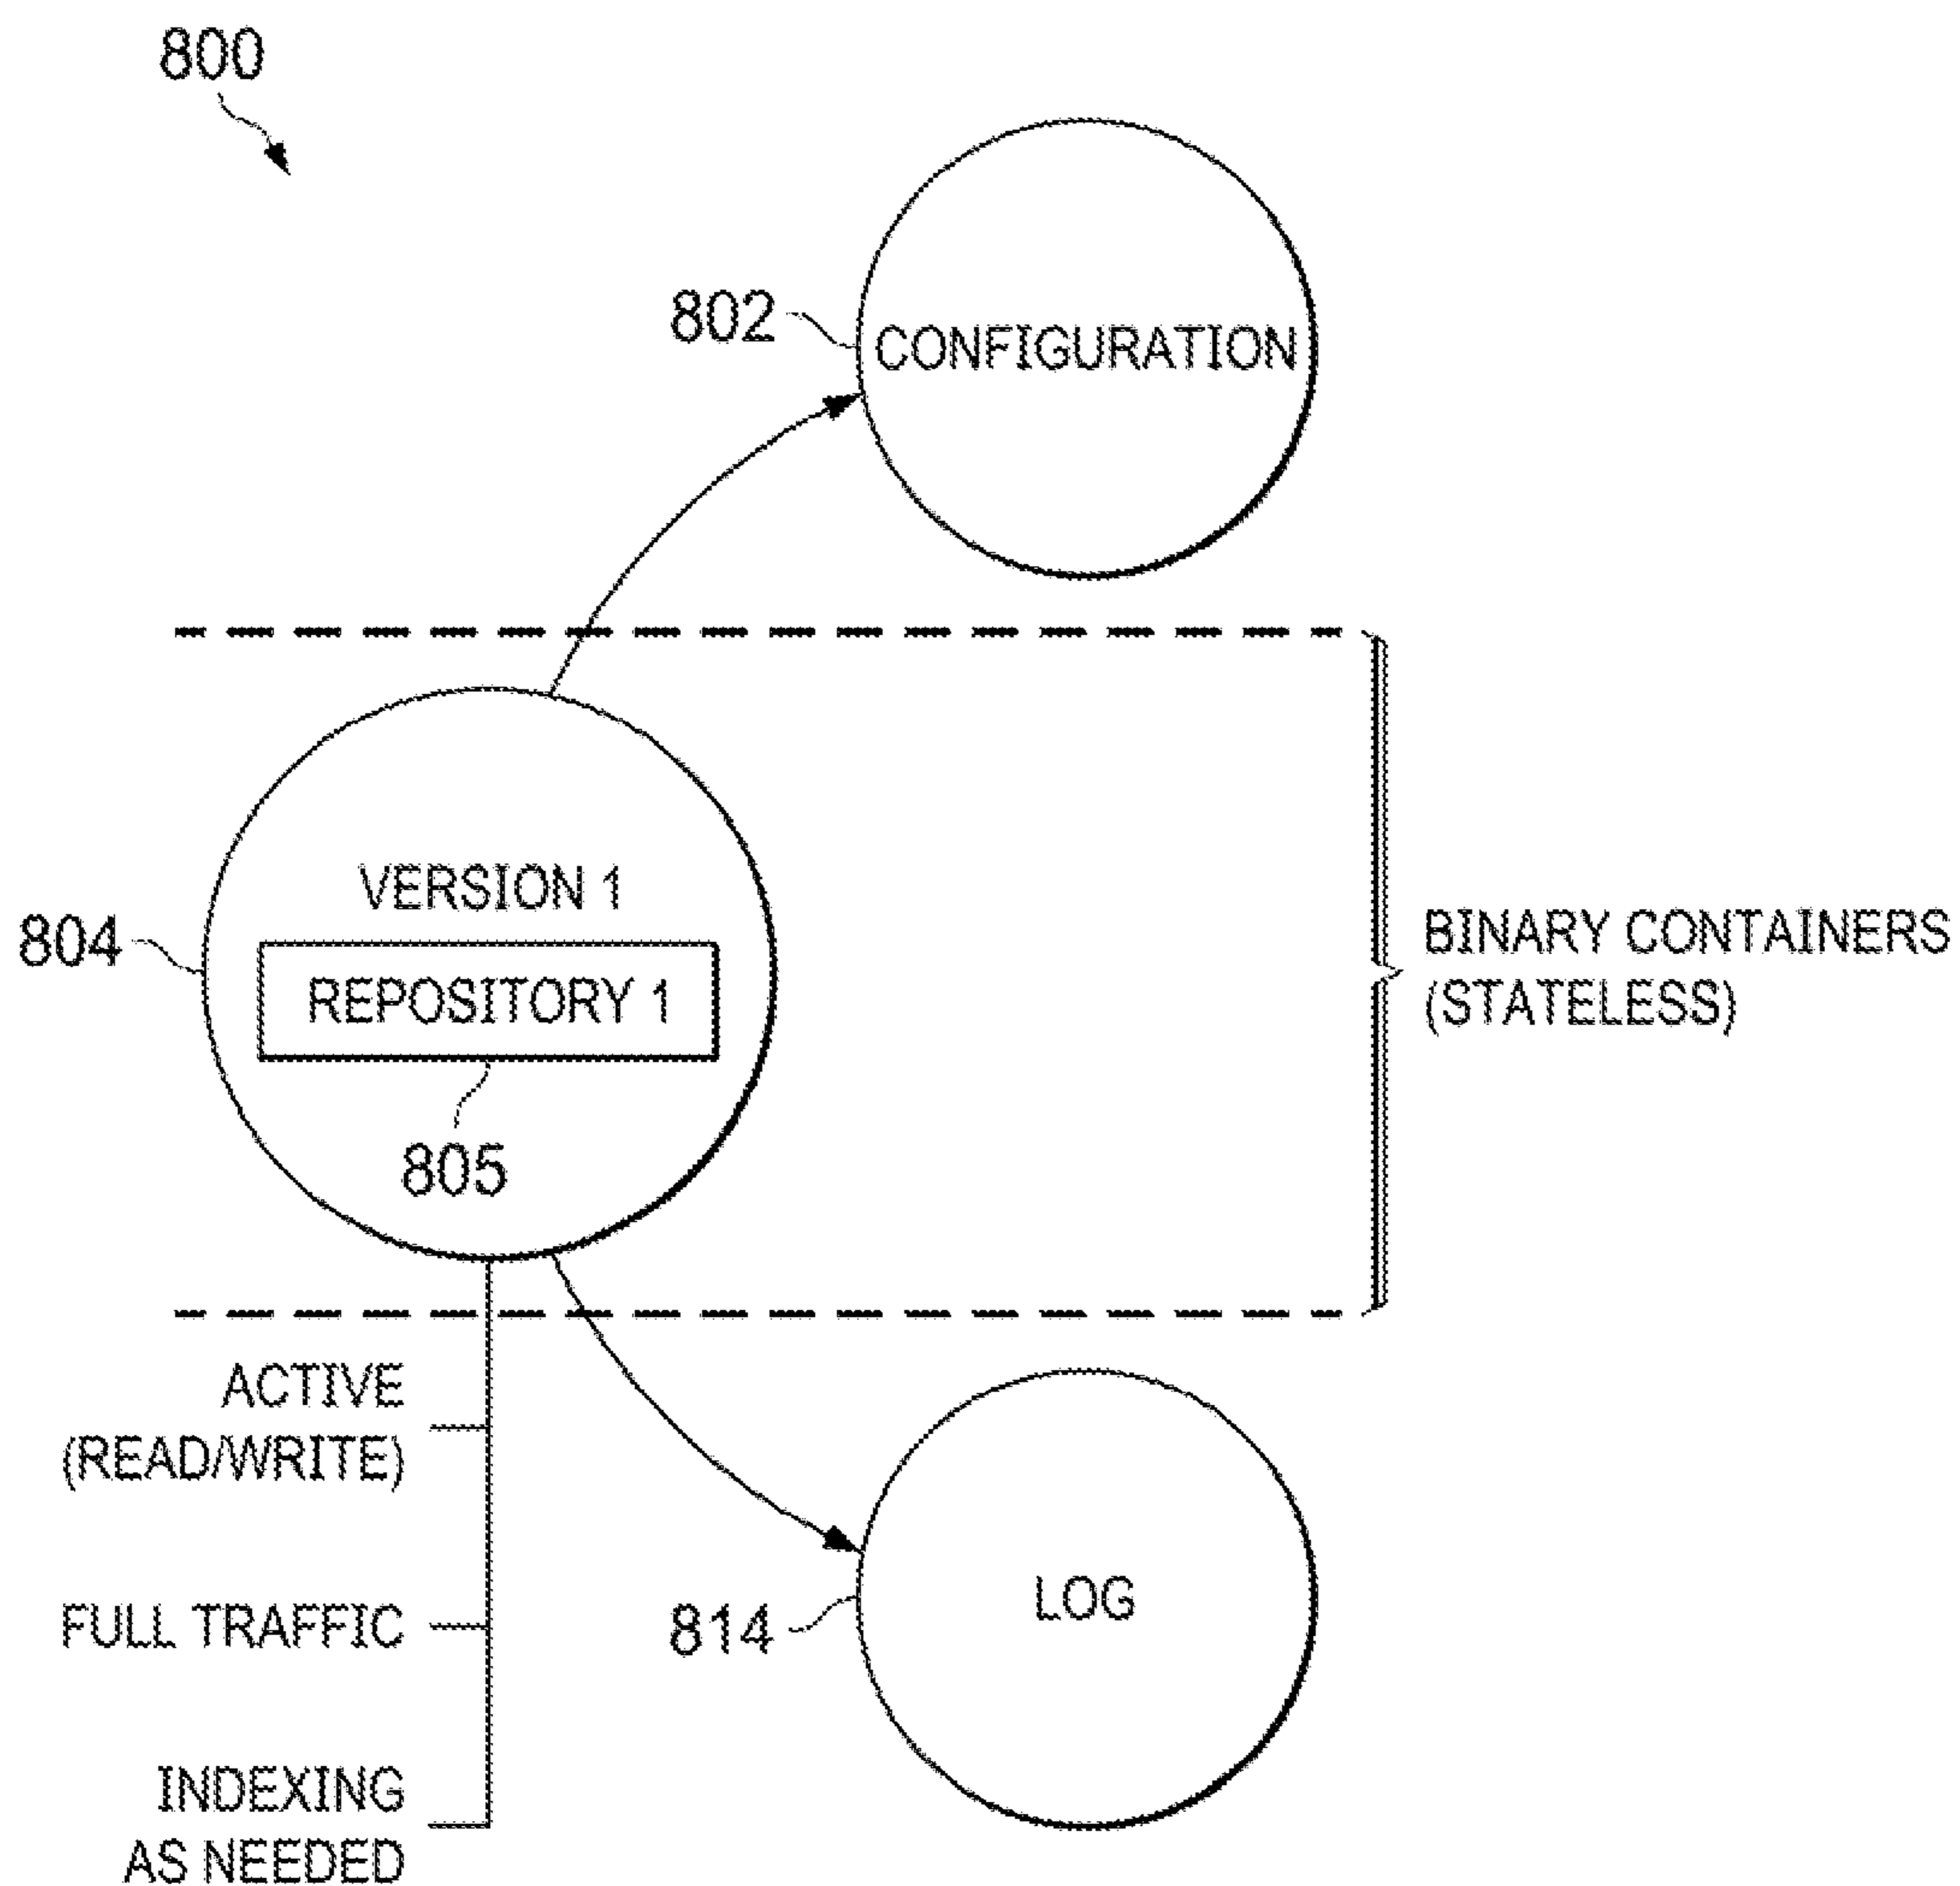 800
802
CONFIGURATION
VERSION 1
804
REPOSITORY 1
805
BINARY CONTAINERS
(STATELESS)
ACTIVE
(READ/WRITE)
FULL TRAFFIC
INDEXING
AS NEEDED
814
LOG